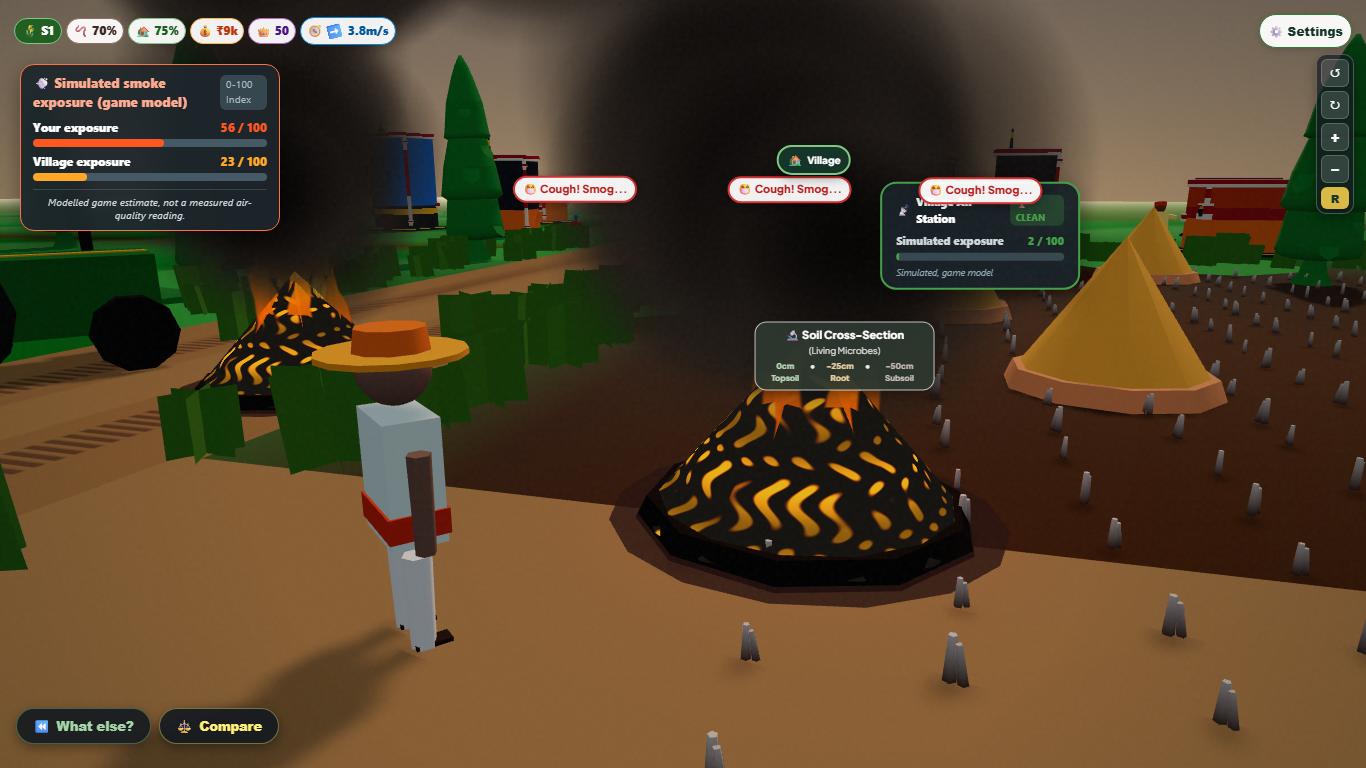 S1
70%
75%
₹9k
50
3.8m/s
Settings
Simulated smoke
exposure (game model)
0-100
Index
Your exposure
56 / 100
Village exposure
23 / 100
Modelled game estimate, not a measured air-
quality reading.
Village
Cough! Smog...
Cough! Smog...
Cough! Smog...
Station
CLEAN
Simulated exposure
2 / 100
Simulated, game model
Soil Cross-Section
(Living Microbes)
0cm • ~25cm • ~50cm
Topsoil Root Subsoil
R
What else?
Compare